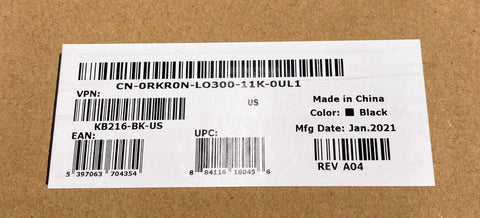 CN-0RKR0N-LO300-11K-0UL1
VPN:
US
Made in China
KB216-BK-US
Color: Black
EAN:
UPC:
Mfg Date: Jan.2021
5 397063 704354
8 84116 18045 6
REV A04